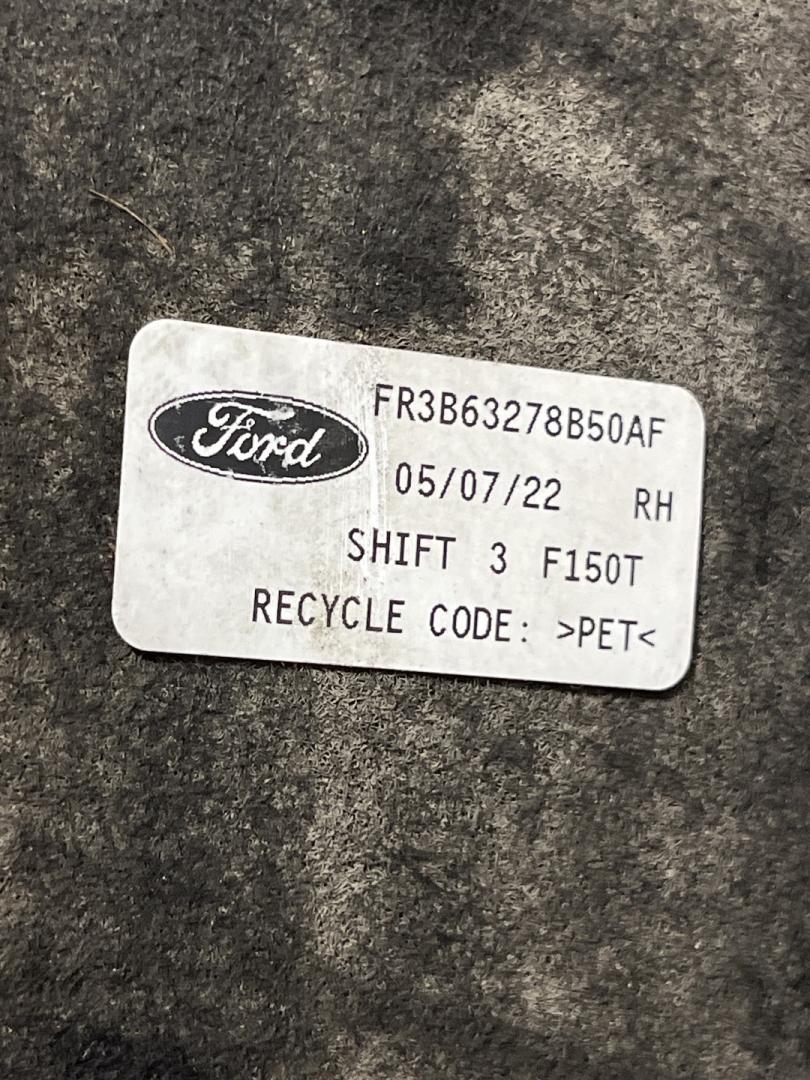 Ford
FR3B63278B50AF
05/07/22 RH
SHIFT 3 F150T
RECYCLE CODE: >PET<